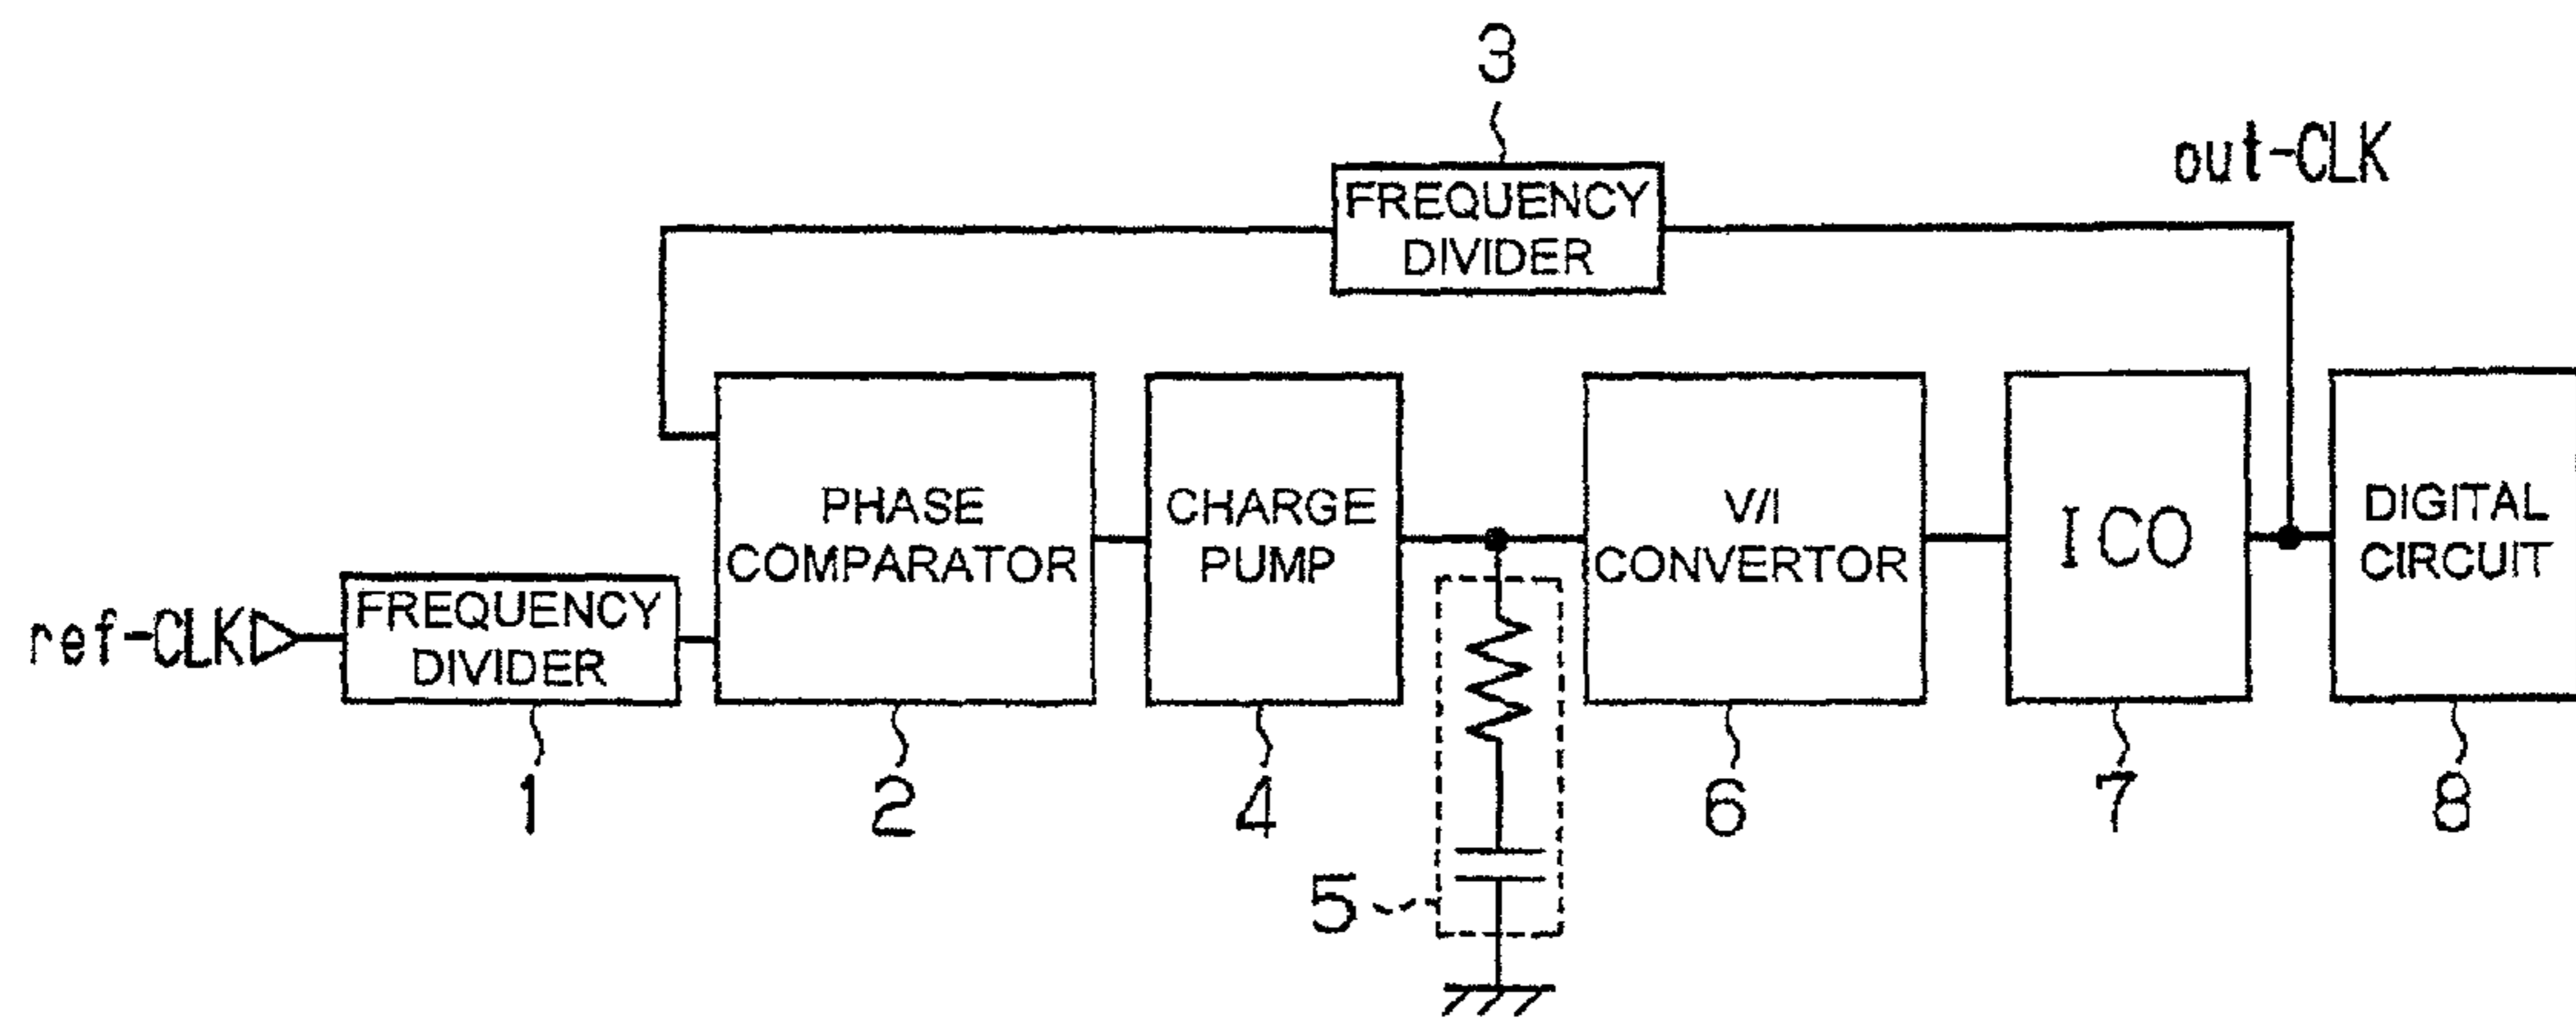 3
out-CLK
FREQUENCY
DIVIDER
PHASE
COMPARATOR
CHARGE
PUMP
V/I
CONVERTOR
ICO
DIGITAL
CIRCUIT
ref-CLK
FREQUENCY
DIVIDER
1
2
4
5
6
7
8